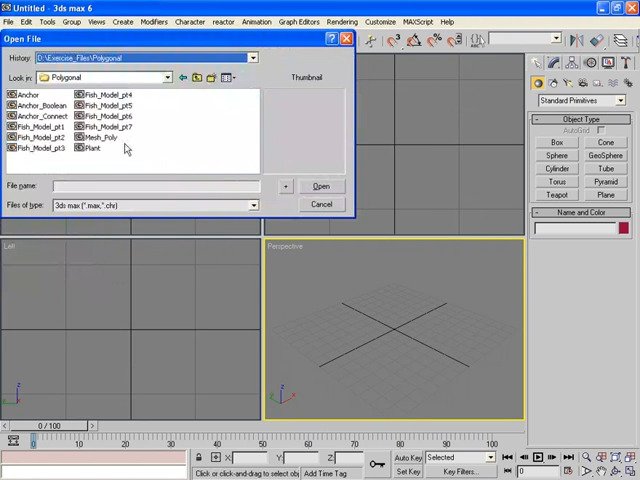 Untitled - 3ds max 6
File Edit Tools Group Views Create Modifiers Character reactor Animation Graph Editors Rendering Customize MAXScript Help
Open File
History: D:\Exercise_Files\Polygonal
Look in: Polygonal
Thumbnail
Anchor
Anchor_Boolean
Anchor_Connect
Fish_Model_pt1
Fish_Model_pt2
Fish_Model_pt3
Fish_Model_pt4
Fish_Model_pt5
Fish_Model_pt6
Fish_Model_pt7
Mesh_Poly
Plant
File name:
+
Open
Files of type: 3ds max (*.max,*.chr)
Cancel
Standard Primitives
- Object Type
AutoGrid
Box Cone
Sphere GeoSphere
Cylinder Tube
Torus Pyramid
Teapot Plane
- Name and Color
Left
Perspective
z
x
z
x
0 / 100
0 10 20 30 40 50 60 70 80 90 100
X: Y: Z:
Auto Key Selected
Set Key Key Filters...
0
Click or click-and-drag to select obj
Add Time Tag